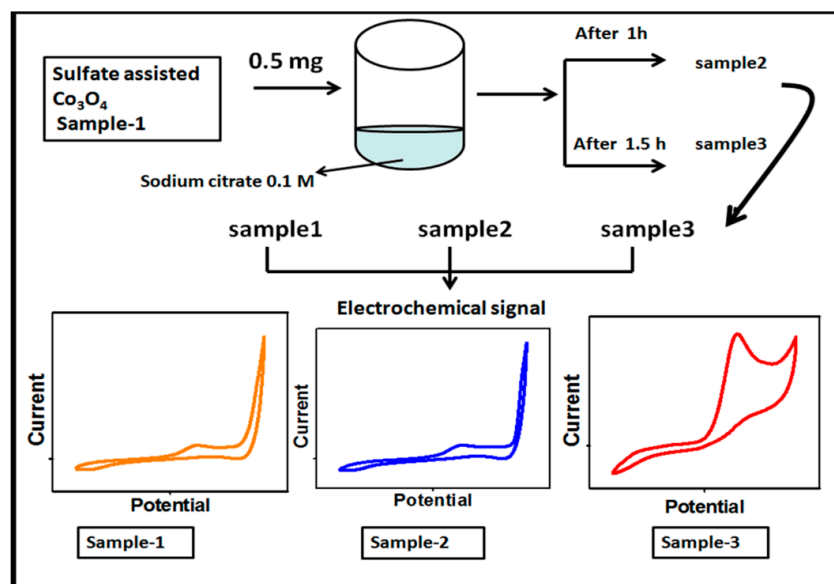 Sulfate assisted
Co₃O₄
Sample-1
0.5 mg
Sodium citrate 0.1 M
After 1h
sample2
After 1.5 h
sample3
sample1
sample2
sample3
Electrochemical signal
Current
Potential
Sample-1
Current
Potential
Sample-2
Current
Potential
Sample-3